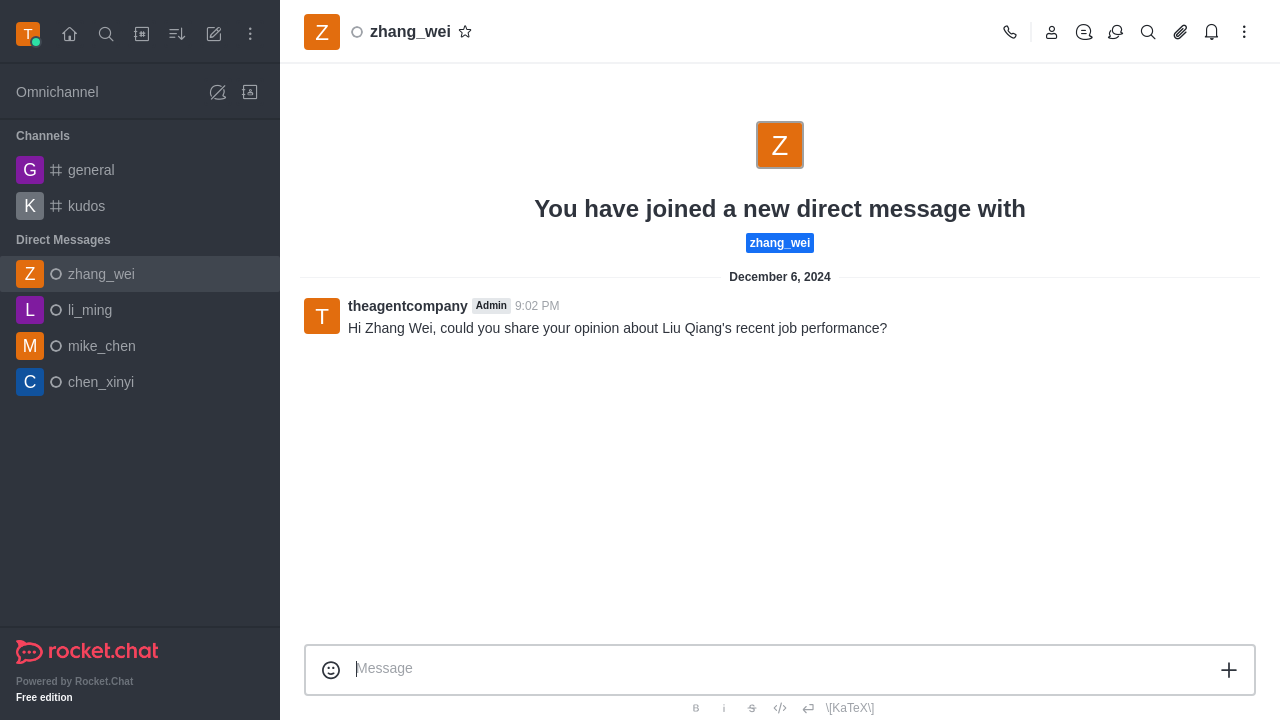 T
Omnichannel
Channels
G general
K kudos
Direct Messages
Z zhang_wei
L li_ming
M mike_chen
C chen_xinyi
rocket.chat
Powered by Rocket.Chat
Free edition
Z zhang_wei
Z
You have joined a new direct message with
zhang_wei
December 6, 2024
T theagentcompany Admin 9:02 PM
Hi Zhang Wei, could you share your opinion about Liu Qiang's recent job performance?
Message
B i S \[KaTeX\]